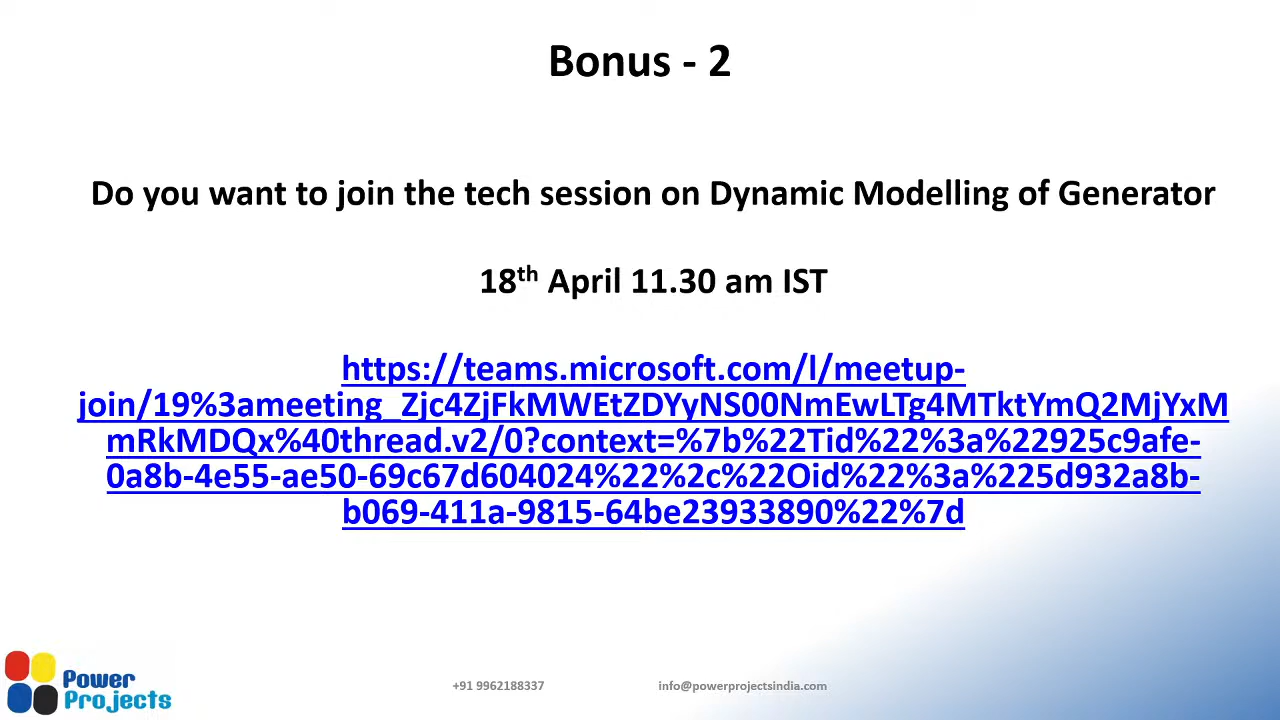 Bonus - 2
Do you want to join the tech session on Dynamic Modelling of Generator
18th April 11.30 am IST
https://teams.microsoft.com/l/meetup-
join/19%3ameeting_Zjc4ZjFkMWEtZDYyNS00NmEwLTg4MTktYmQ2MjYxM
mRkMDQx%40thread.v2/0?context=%7b%22Tid%22%3a%22925c9afe-
0a8b-4e55-ae50-69c67d604024%22%2c%22Oid%22%3a%225d932a8b-
b069-411a-9815-64be23933890%22%7d
Power
Projects
+91 9962188337
info@powerprojectsindia.com